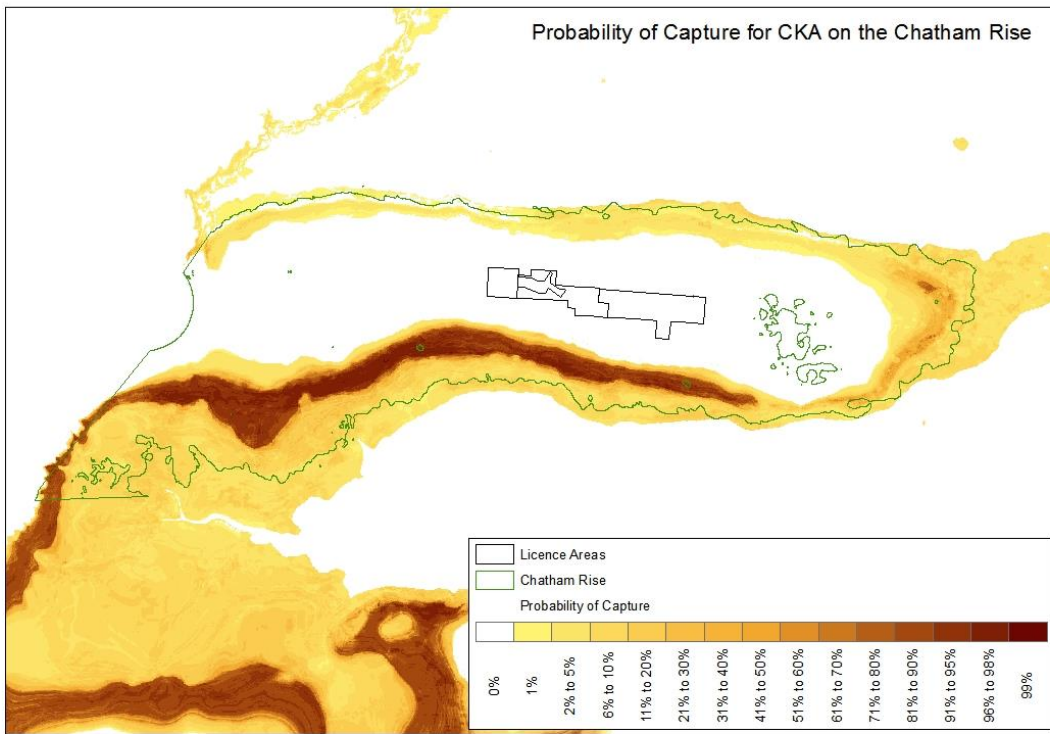 Probability of Capture for CKA on the Chatham Rise
Licence Areas
Chatham Rise
Probability of Capture
0%
1%
2% to 5%
6% to 10%
11% to 20%
21% to 30%
31% to 40%
41% to 50%
51% to 60%
61% to 70%
71% to 80%
81% to 90%
91% to 95%
96% to 98%
99%